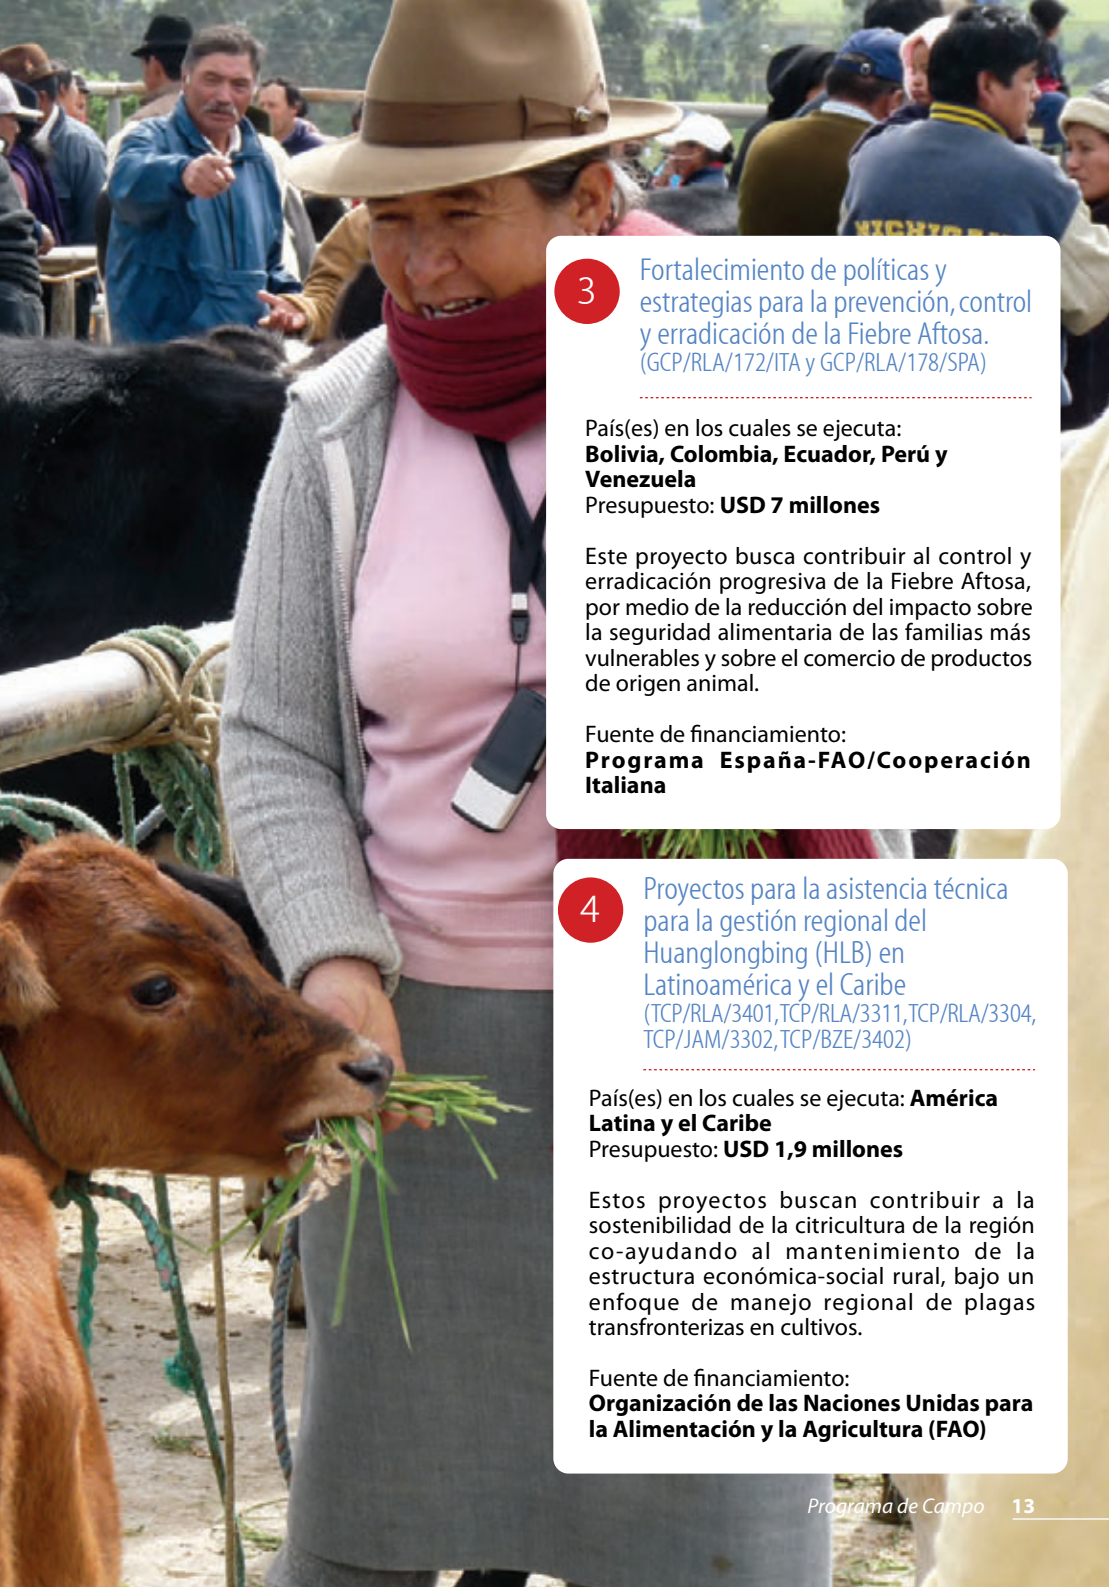 MICHIGAN
3
Fortalecimiento de políticas y
estrategias para la prevención, control
y erradicación de la Fiebre Aftosa.
(GCP/RLA/172/ITA y GCP/RLA/178/SPA)
País(es) en los cuales se ejecuta:
Bolivia, Colombia, Ecuador, Perú y
Venezuela
Presupuesto: USD 7 millones
Este proyecto busca contribuir al control y
erradicación progresiva de la Fiebre Aftosa,
por medio de la reducción del impacto sobre
la seguridad alimentaria de las familias más
vulnerables y sobre el comercio de productos
de origen animal.
Fuente de financiamiento:
Programa España-FAO/Cooperación
Italiana
4
Proyectos para la asistencia técnica
para la gestión regional del
Huanglongbing (HLB) en
Latinoamérica y el Caribe
(TCP/RLA/3401,TCP/RLA/3311,TCP/RLA/3304,
TCP/JAM/3302, TCP/BZE/3402)
País(es) en los cuales se ejecuta: América
Latina y el Caribe
Presupuesto: USD 1,9 millones
Estos proyectos buscan contribuir a la
sostenibilidad de la citricultura de la región
co-ayudando al mantenimiento de la
estructura económica-social rural, bajo un
enfoque de manejo regional de plagas
transfronterizas en cultivos.
Fuente de financiamiento:
Organización de las Naciones Unidas para
la Alimentación y la Agricultura (FAO)
Programa de Campo 13